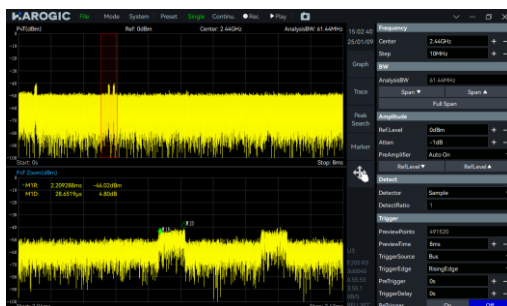 HAROGIC File Mode System Preset Single Continu. Rec Play
PvT(dBm) Ref: 0dBm Center: 2.44GHz AnalysisBW: 61.44MHz
16:02:40
25/01/09
Graph
Trace
Peak
Search
Marker
Start: 0s Stop: 8ms
PvT Zoom(dBm)
M1R: 2.209288ms -46.02dBm
M1D: 28.6519μs 4.80dB
Frequency
Center 2.44GHz + -
Step 10MHz + -
BW
AnalysisBW 61.44MHz
Span ▼ Span ▲
Full Span
Amplitude
Ref.Level 0dBm + -
Atten -1dB + -
PreAmplifier Auto On
RefLevel ▼ RefLevel ▲
Detect
Detector Sample
DetectRatio 1
Trigger
PreviewPoints 491520
PreviewTime 8ms + -
TriggerSource Bus
TriggerEdge RisingEdge
PreTrigger 0s + -
TriggerDelay 0s + -
On Off